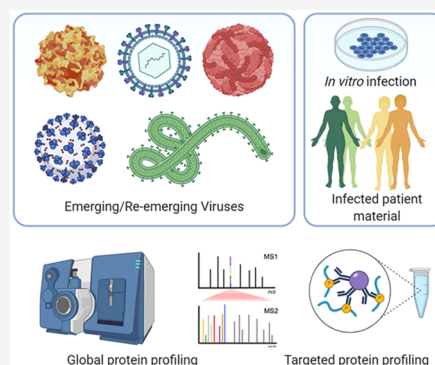 In vitro infection
Infected patient
material
Emerging/Re-emerging Viruses
MS1
m/z
MS2
Global protein profiling
P
P
P
Targeted protein profiling